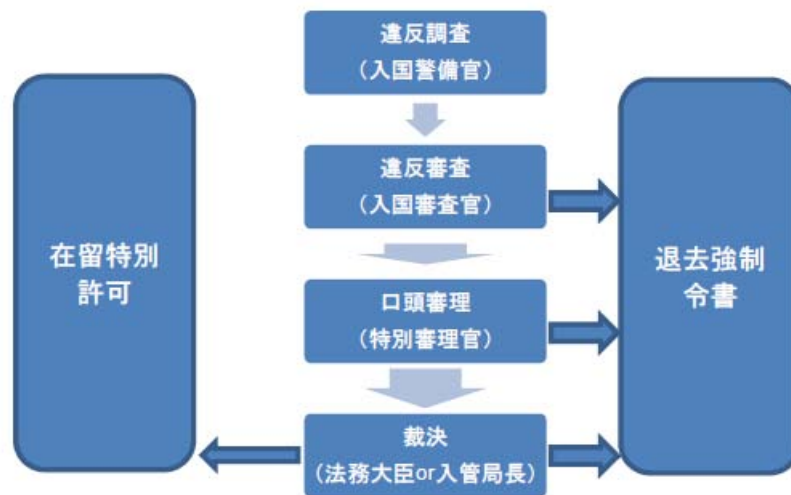 違反調査
(入国警備官)
違反審査
(入国審査官)
在留特別
許可
退去強制
令書
口頭審理
(特別審理官)
裁決
(法務大臣or入管局長)